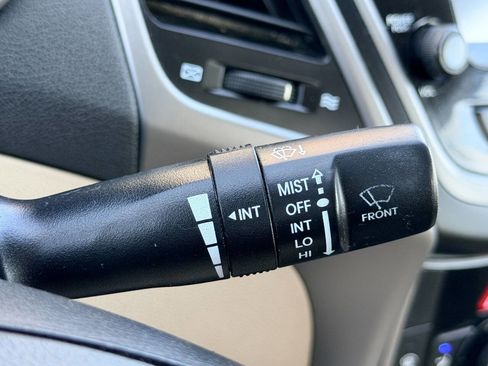 MIST
OFF
INT
LO
HI
INT
FRONT